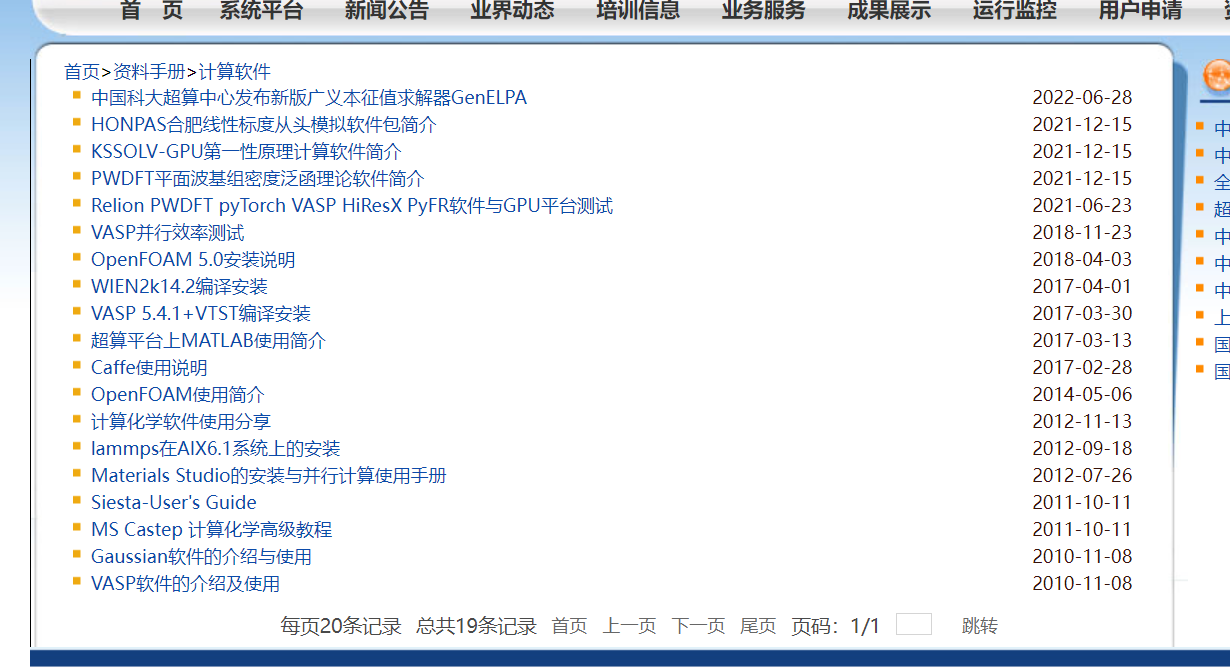 首 页 系统平台 新闻公告 业界动态 培训信息 业务服务 成果展示 运行监控 用户申请
首页>资料手册>计算软件
中国科大超算中心发布新版广义本征值求解器GenELPA 2022-06-28
HONPAS合肥线性标度从头模拟软件包简介 2021-12-15
KSSOLV-GPU第一性原理计算软件简介 2021-12-15
PWDFT平面波基组密度泛函理论软件简介 2021-12-15
Relion PWDFT pyTorch VASP HiResX PyFR软件与GPU平台测试 2021-06-23
VASP并行效率测试 2018-11-23
OpenFOAM 5.0安装说明 2018-04-03
WIEN2k14.2编译安装 2017-04-01
VASP 5.4.1+VTST编译安装 2017-03-30
超算平台上MATLAB使用简介 2017-03-13
Caffe使用说明 2017-02-28
OpenFOAM使用简介 2014-05-06
计算化学软件使用分享 2012-11-13
lammps在AIX6.1系统上的安装 2012-09-18
Materials Studio的安装与并行计算使用手册 2012-07-26
Siesta-User's Guide 2011-10-11
MS Castep 计算化学高级教程 2011-10-11
Gaussian软件的介绍与使用 2010-11-08
VASP软件的介绍及使用 2010-11-08
每页20条记录 总共19条记录 首页 上一页 下一页 尾页 页码：1/1 跳转
中
中
全
超
中
中
中
上
国
国